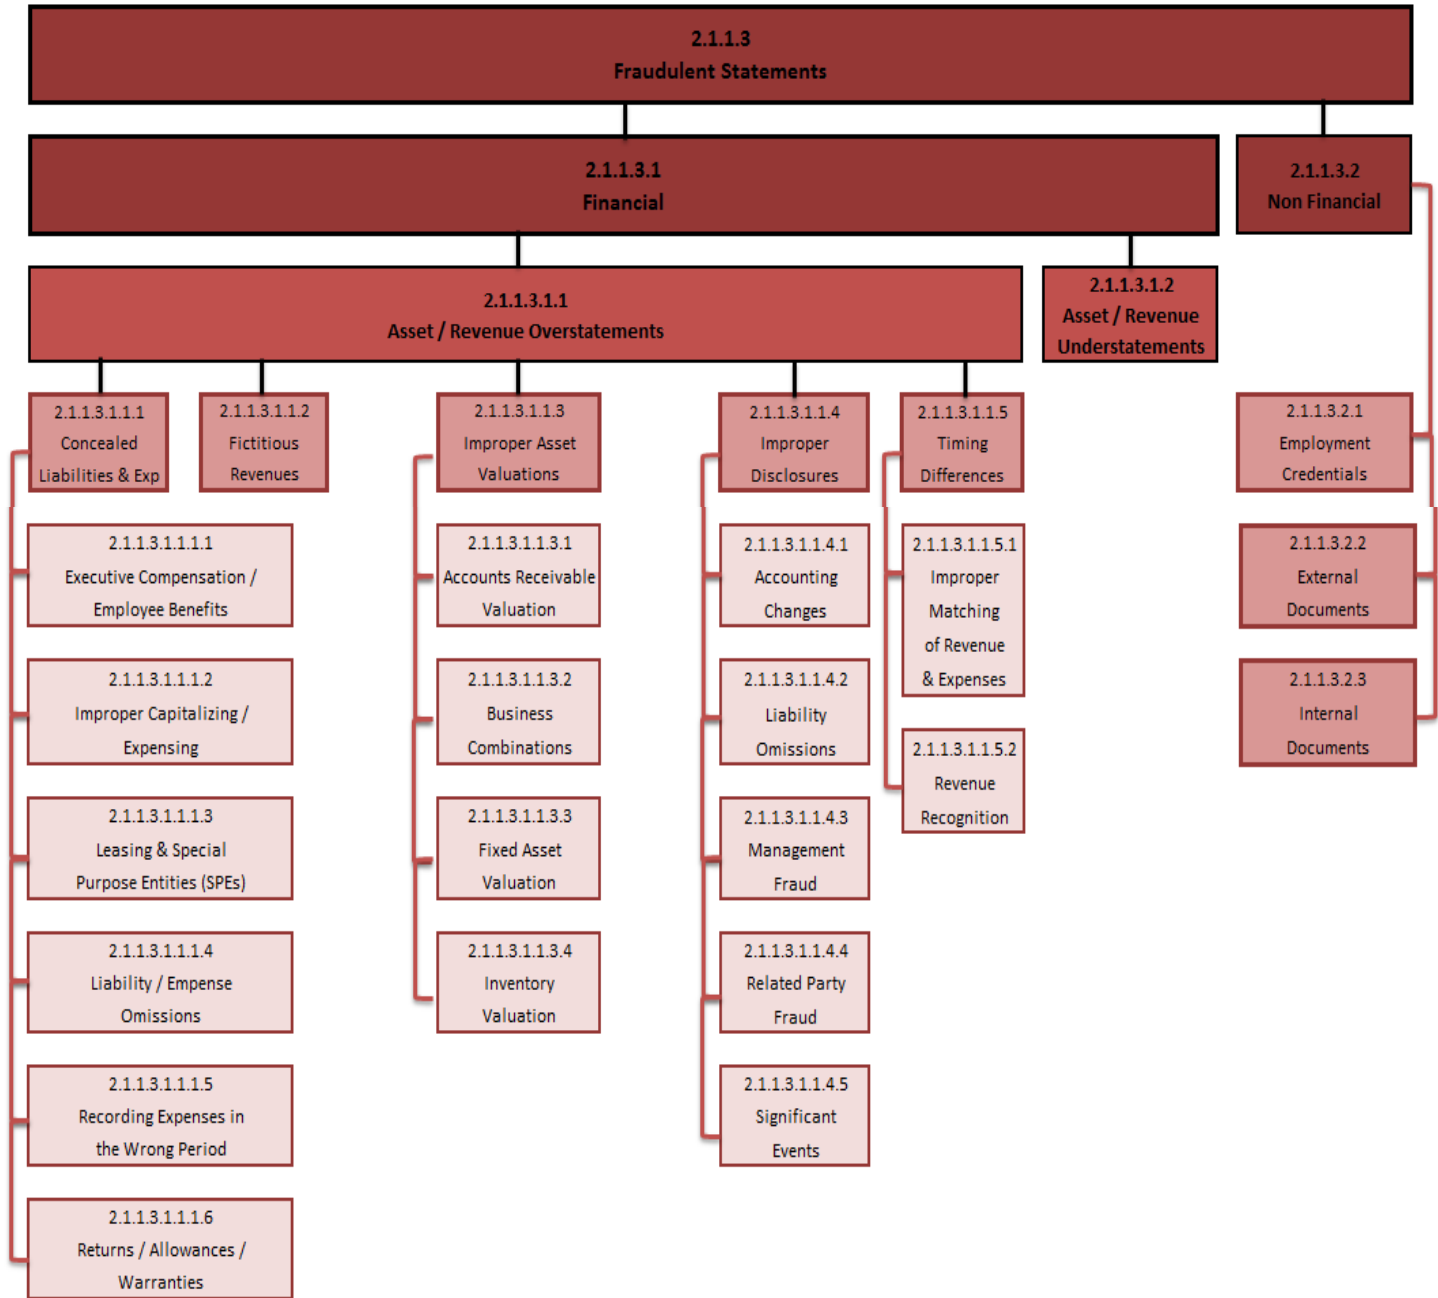 2.1.1.3
Fraudulent Statements
2.1.1.3.1
Financial
2.1.1.3.2
Non Financial
2.1.1.3.1.1
Asset / Revenue Overstatements
2.1.1.3.1.2
Asset / Revenue
Understatements
2.1.1.3.1.1.1
Concealed
Liabilities & Exp
2.1.1.3.1.1.2
Fictitious
Revenues
2.1.1.3.1.1.3
Improper Asset
Valuations
2.1.1.3.1.1.4
Improper
Disclosures
2.1.1.3.1.1.5
Timing
Differences
2.1.1.3.2.1
Employment
Credentials
2.1.1.3.1.1.1.1
Executive Compensation /
Employee Benefits
2.1.1.3.1.1.3.1
Accounts Receivable
Valuation
2.1.1.3.1.1.4.1
Accounting
Changes
2.1.1.3.1.1.5.1
Improper
Matching
of Revenue
& Expenses
2.1.1.3.2.2
External
Documents
2.1.1.3.1.1.1.2
Improper Capitalizing /
Expensing
2.1.1.3.1.1.3.2
Business
Combinations
2.1.1.3.1.1.4.2
Liability
Omissions
2.1.1.3.1.1.5.2
Revenue
Recognition
2.1.1.3.2.3
Internal
Documents
2.1.1.3.1.1.1.3
Leasing & Special
Purpose Entities (SPEs)
2.1.1.3.1.1.3.3
Fixed Asset
Valuation
2.1.1.3.1.1.4.3
Management
Fraud
2.1.1.3.1.1.1.4
Liability / Empense
Omissions
2.1.1.3.1.1.3.4
Inventory
Valuation
2.1.1.3.1.1.4.4
Related Party
Fraud
2.1.1.3.1.1.1.5
Recording Expenses in
the Wrong Period
2.1.1.3.1.1.4.5
Significant
Events
2.1.1.3.1.1.1.6
Returns / Allowances /
Warranties